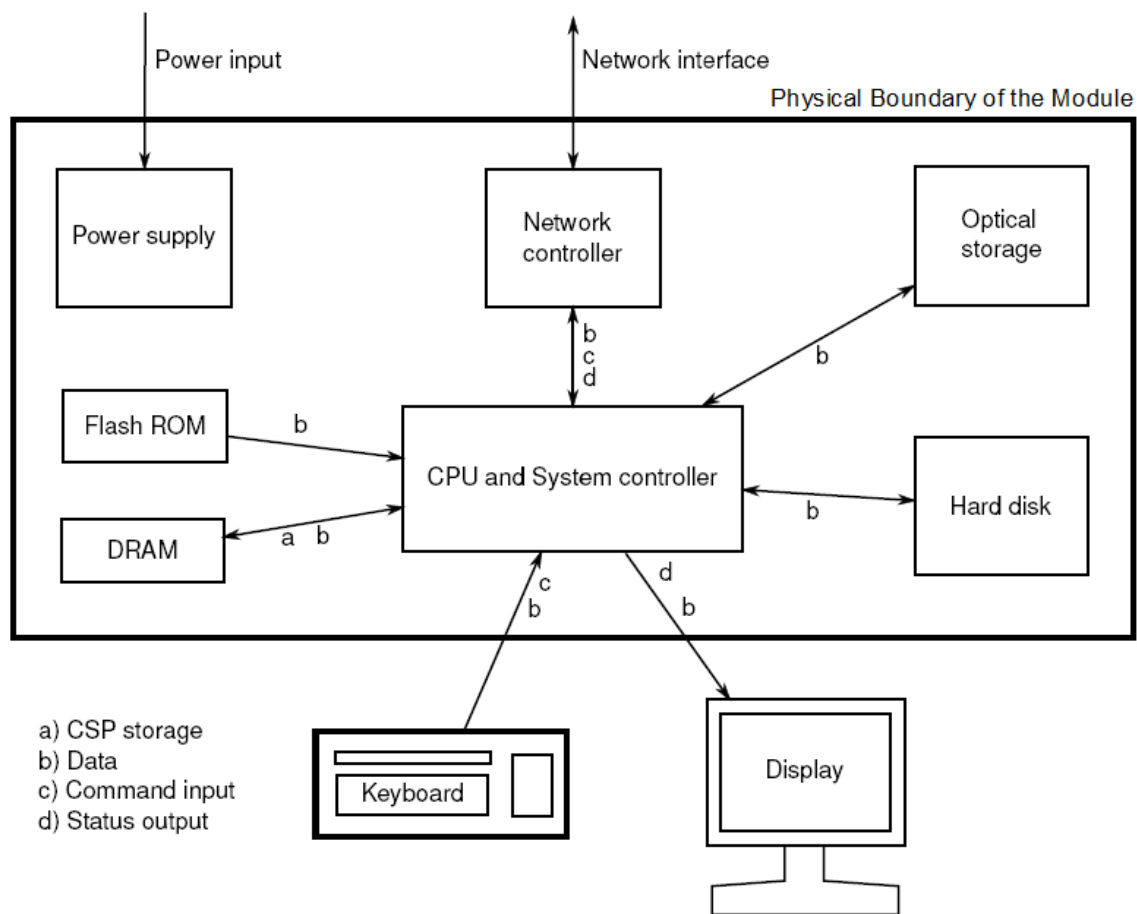 Power input
Network interface
Physical Boundary of the Module
Power supply
Network
controller
Optical
storage
b
c
d
b
Flash ROM
b
CPU and System controller
b
Hard disk
DRAM
a b
c
b
d
b
a) CSP storage
b) Data
c) Command input
d) Status output
Keyboard
Display